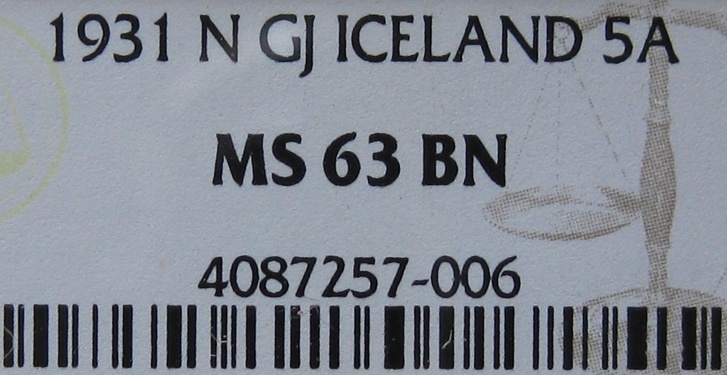 1931 N GJ ICELAND 5A
MS 63 BN
4087257-006